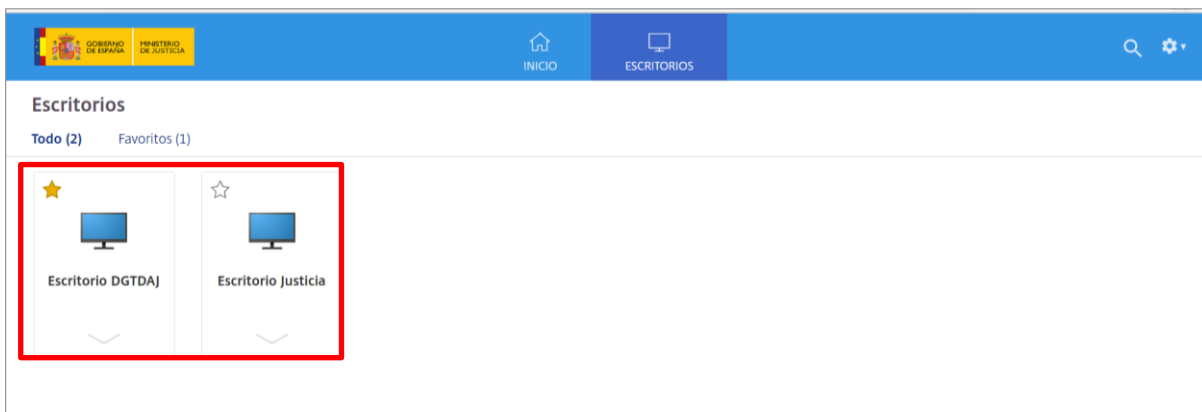 GOBIERNO
DE ESPAÑA
MINISTERIO
DE JUSTICIA
INICIO
ESCRITORIOS
Escritorios
Todo (2) Favoritos (1)
Escritorio DGTDAJ
Escritorio Justicia